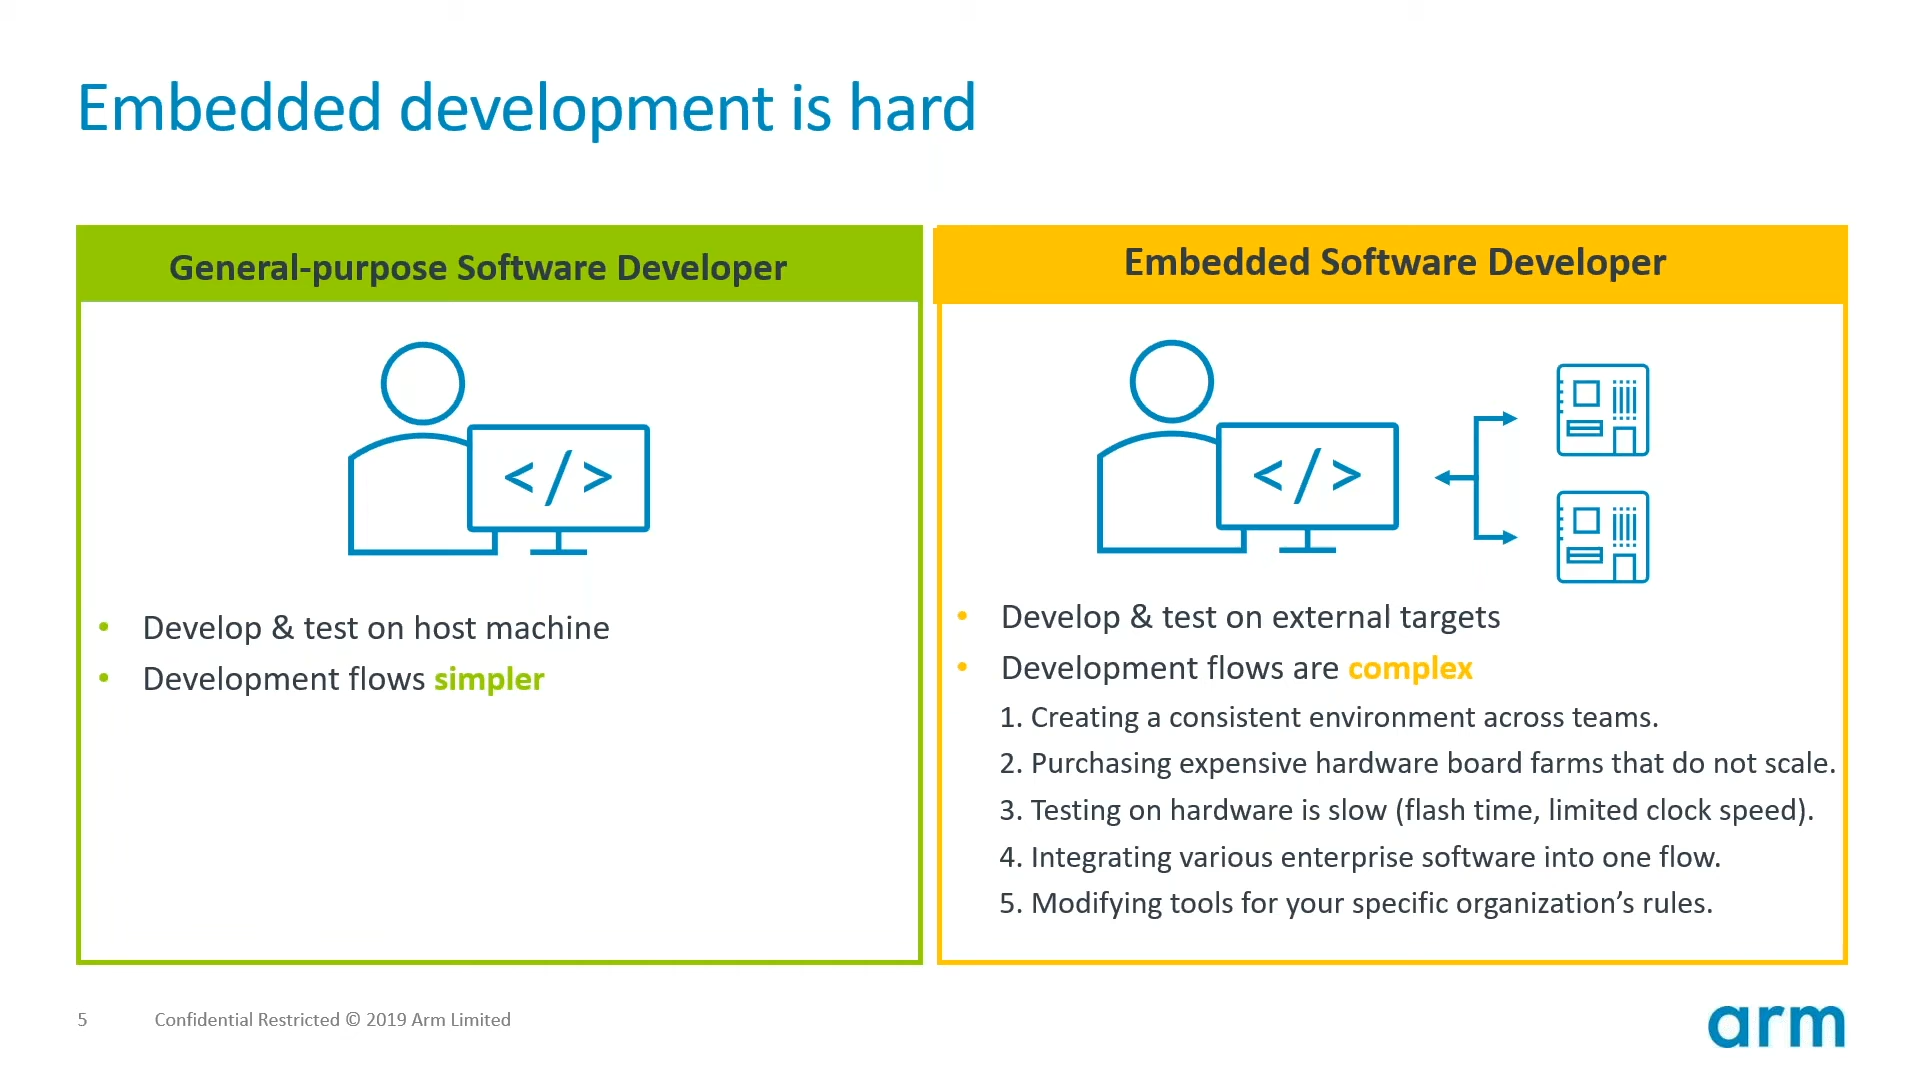 Embedded development is hard
General-purpose Software Developer
</>
• Develop & test on host machine
• Development flows simpler
Embedded Software Developer
</>
• Develop & test on external targets
• Development flows are complex
1. Creating a consistent environment across teams.
2. Purchasing expensive hardware board farms that do not scale.
3. Testing on hardware is slow (flash time, limited clock speed).
4. Integrating various enterprise software into one flow.
5. Modifying tools for your specific organization’s rules.
5 Confidential Restricted © 2019 Arm Limited
arm